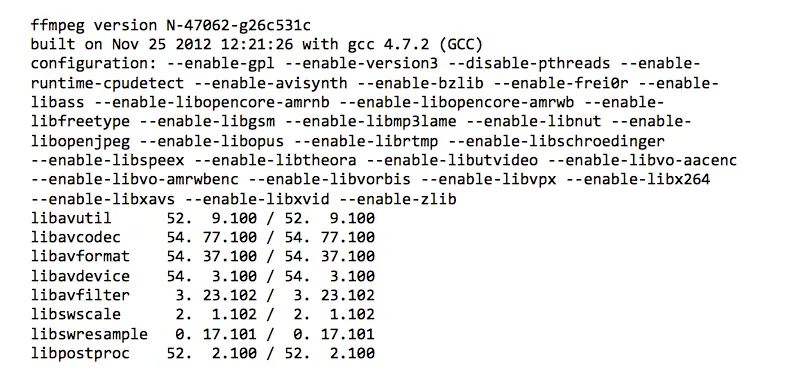 ffmpeg version N-47062-g26c531c
built on Nov 25 2012 12:21:26 with gcc 4.7.2 (GCC)
configuration: --enable-gpl --enable-version3 --disable-pthreads --enable-
runtime-cpudetect --enable-avisynth --enable-bzlib --enable-frei0r --enable-
libass --enable-libopencore-amrnb --enable-libopencore-amrwb --enable-
libfreetype --enable-libgsm --enable-libmp3lame --enable-libnut --enable-
libopenjpeg --enable-libopus --enable-librtmp --enable-libschroedinger
--enable-libspeex --enable-libtheora --enable-libutvideo --enable-libvo-aacenc
--enable-libvo-amrwbenc --enable-libvorbis --enable-libvpx --enable-libx264
--enable-libxavs --enable-libxvid --enable-zlib
libavutil      52.  9.100 / 52.  9.100
libavcodec     54. 77.100 / 54. 77.100
libavformat    54. 37.100 / 54. 37.100
libavdevice    54.  3.100 / 54.  3.100
libavfilter     3. 23.102 /  3. 23.102
libswscale      2.  1.102 /  2.  1.102
libswresample   0. 17.101 /  0. 17.101
libpostproc    52.  2.100 / 52.  2.100